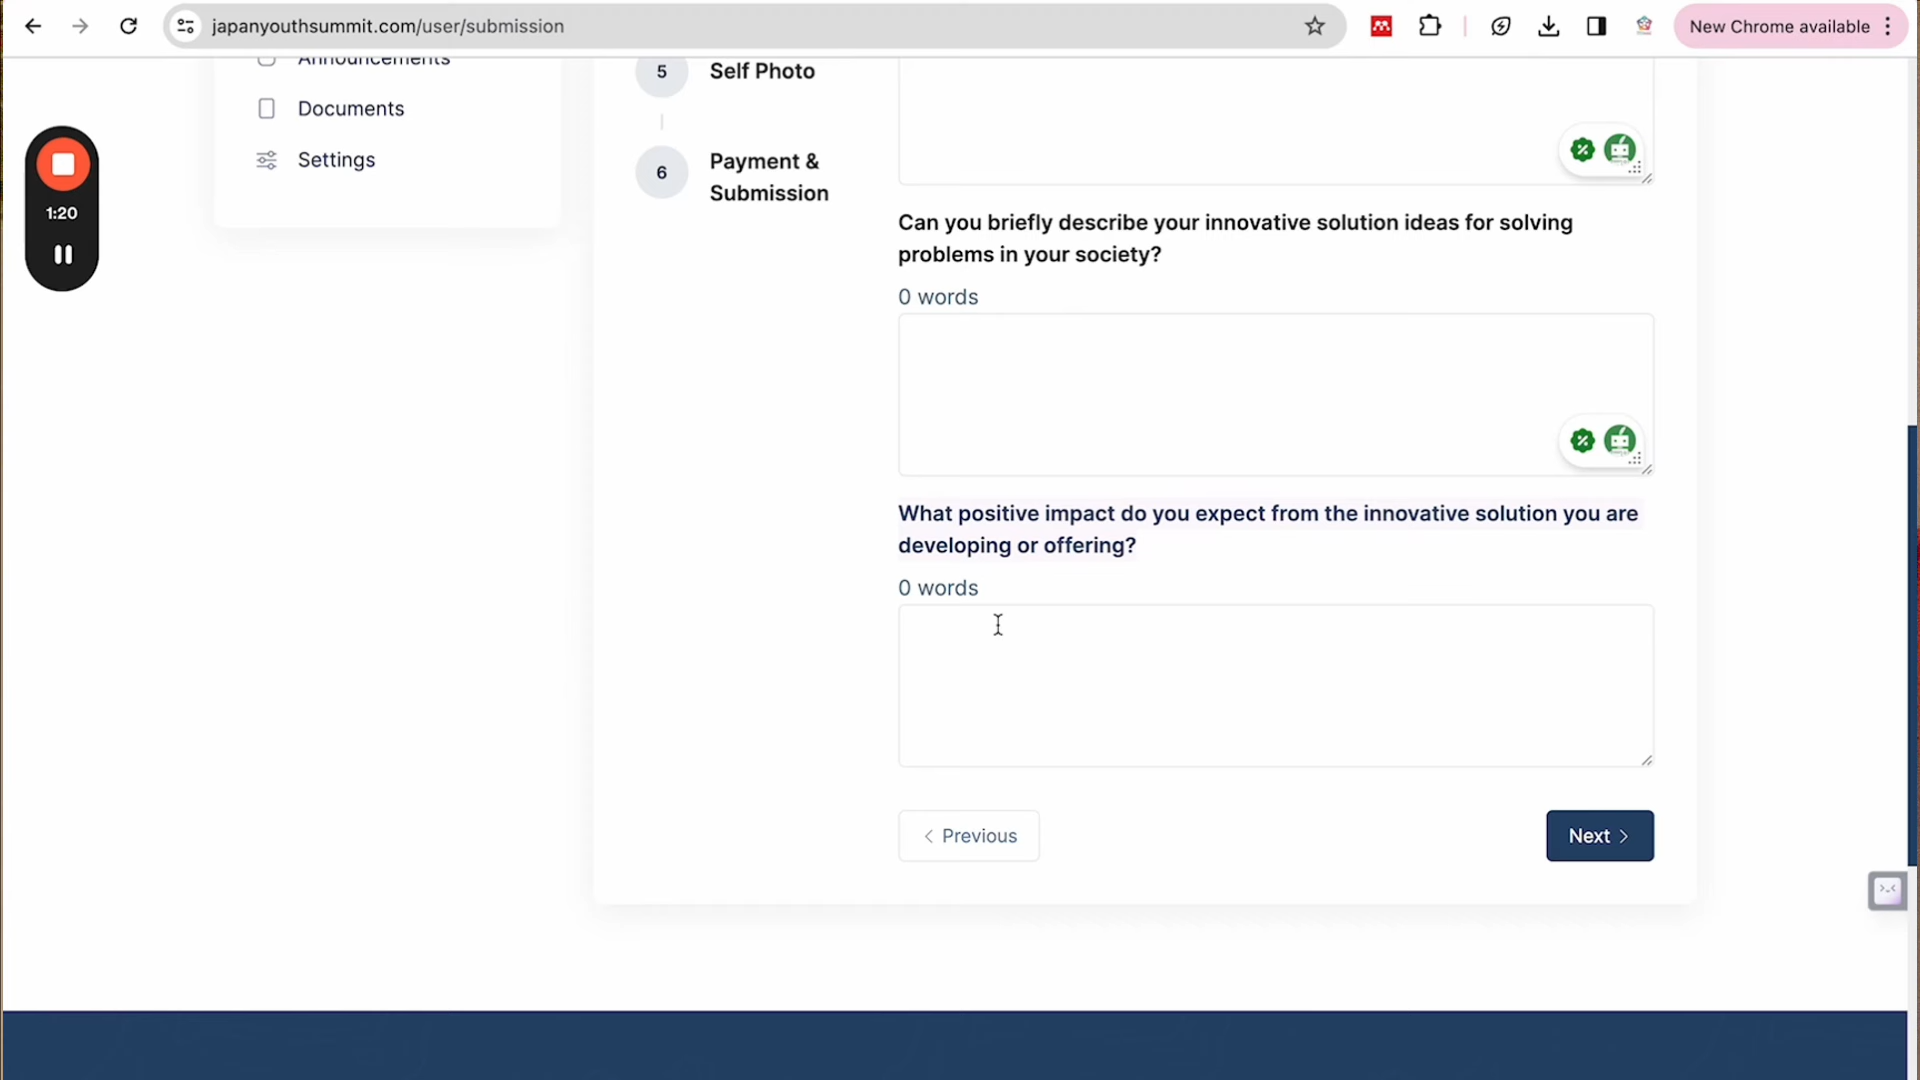 japanyouthsummit.com/user/submission
New Chrome available
Announcements
Documents
Settings
1:20
5
Self Photo
6
Payment &
Submission
Can you briefly describe your innovative solution ideas for solving
problems in your society?
0 words
What positive impact do you expect from the innovative solution you are
developing or offering?
0 words
Previous
Next